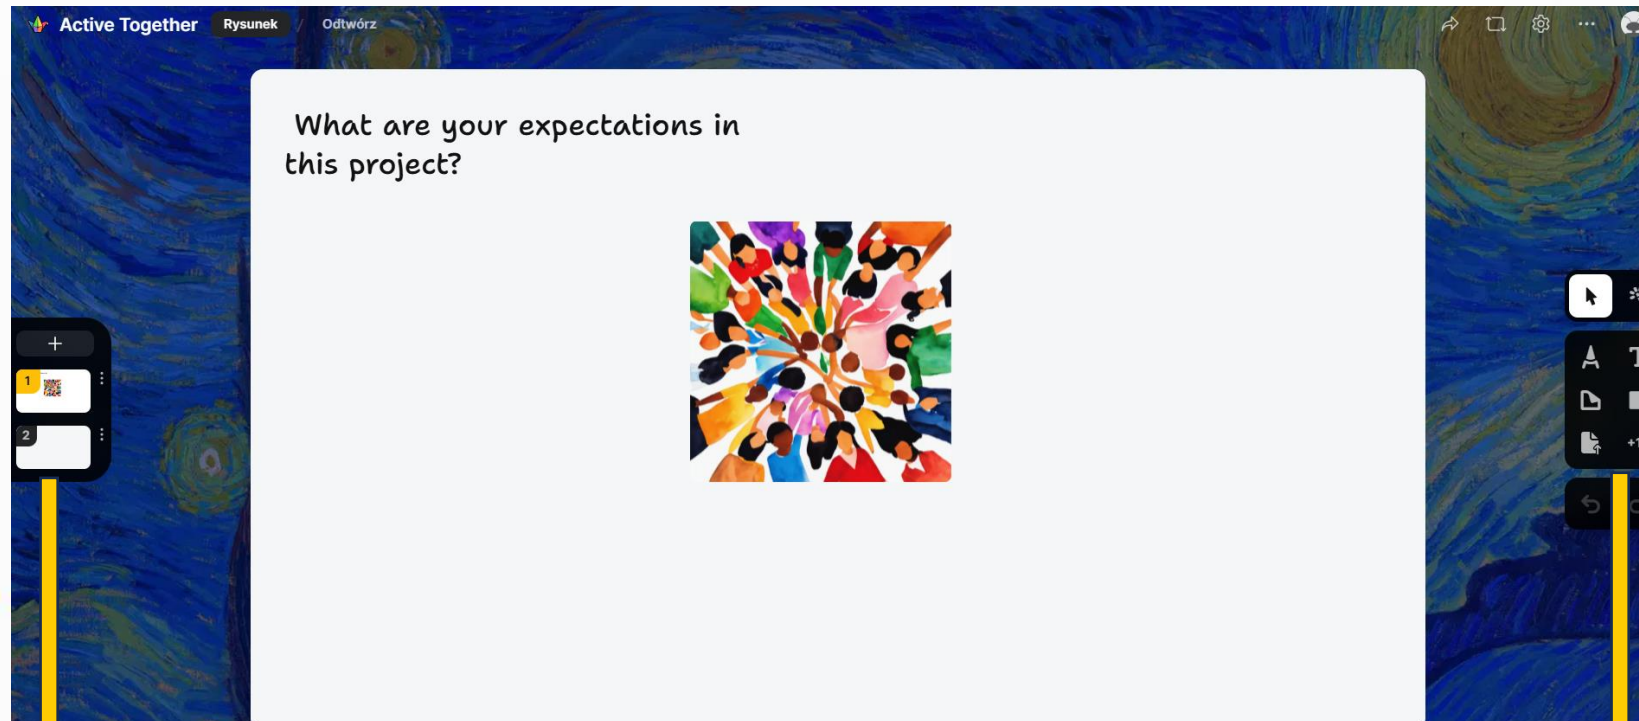 Active Together Rysunek / Odtwórz
What are your expectations in
this project?
1
2